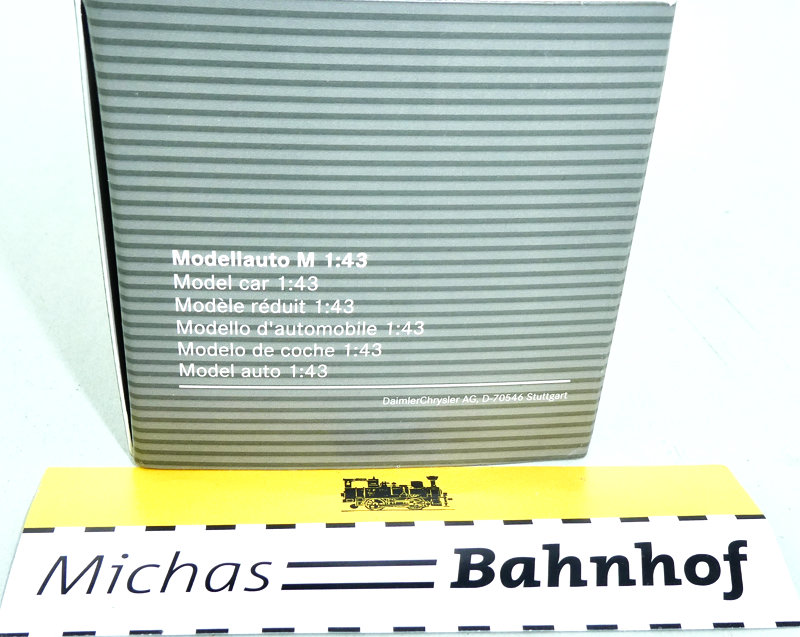 Modellauto M 1:43
Model car 1:43
Modèle réduit 1:43
Modello d'automobile 1:43
Modelo de coche 1:43
Model auto 1:43
DaimlerChrysler AG, D-70546 Stuttgart
Michas Bahnhof